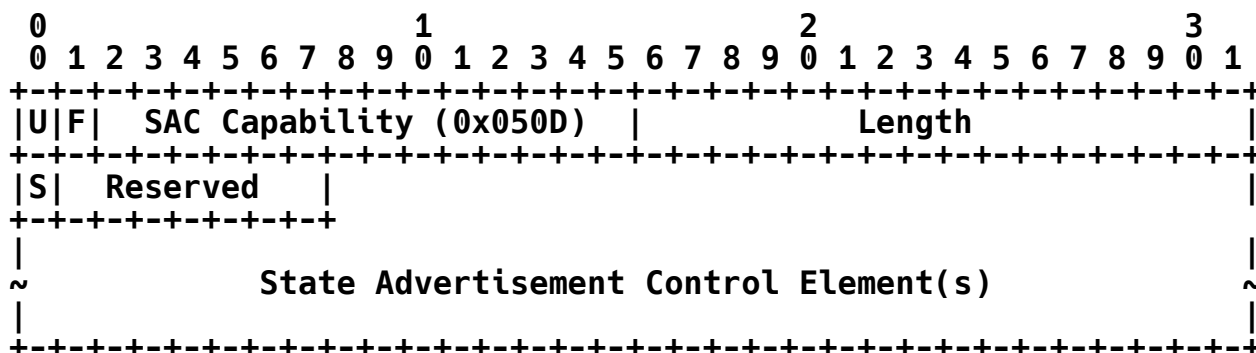 0                   1                   2                   3
 0 1 2 3 4 5 6 7 8 9 0 1 2 3 4 5 6 7 8 9 0 1 2 3 4 5 6 7 8 9 0 1
+-+-+-+-+-+-+-+-+-+-+-+-+-+-+-+-+-+-+-+-+-+-+-+-+-+-+-+-+-+-+-+-+
|U|F|  SAC Capability (0x050D)  |           Length              |
+-+-+-+-+-+-+-+-+-+-+-+-+-+-+-+-+-+-+-+-+-+-+-+-+-+-+-+-+-+-+-+-+
|S|  Reserved   |                                               |
+-+-+-+-+-+-+-+-+
|                                                               |
~            State Advertisement Control Element(s)             ~
|                                                               |
+-+-+-+-+-+-+-+-+-+-+-+-+-+-+-+-+-+-+-+-+-+-+-+-+-+-+-+-+-+-+-+-+